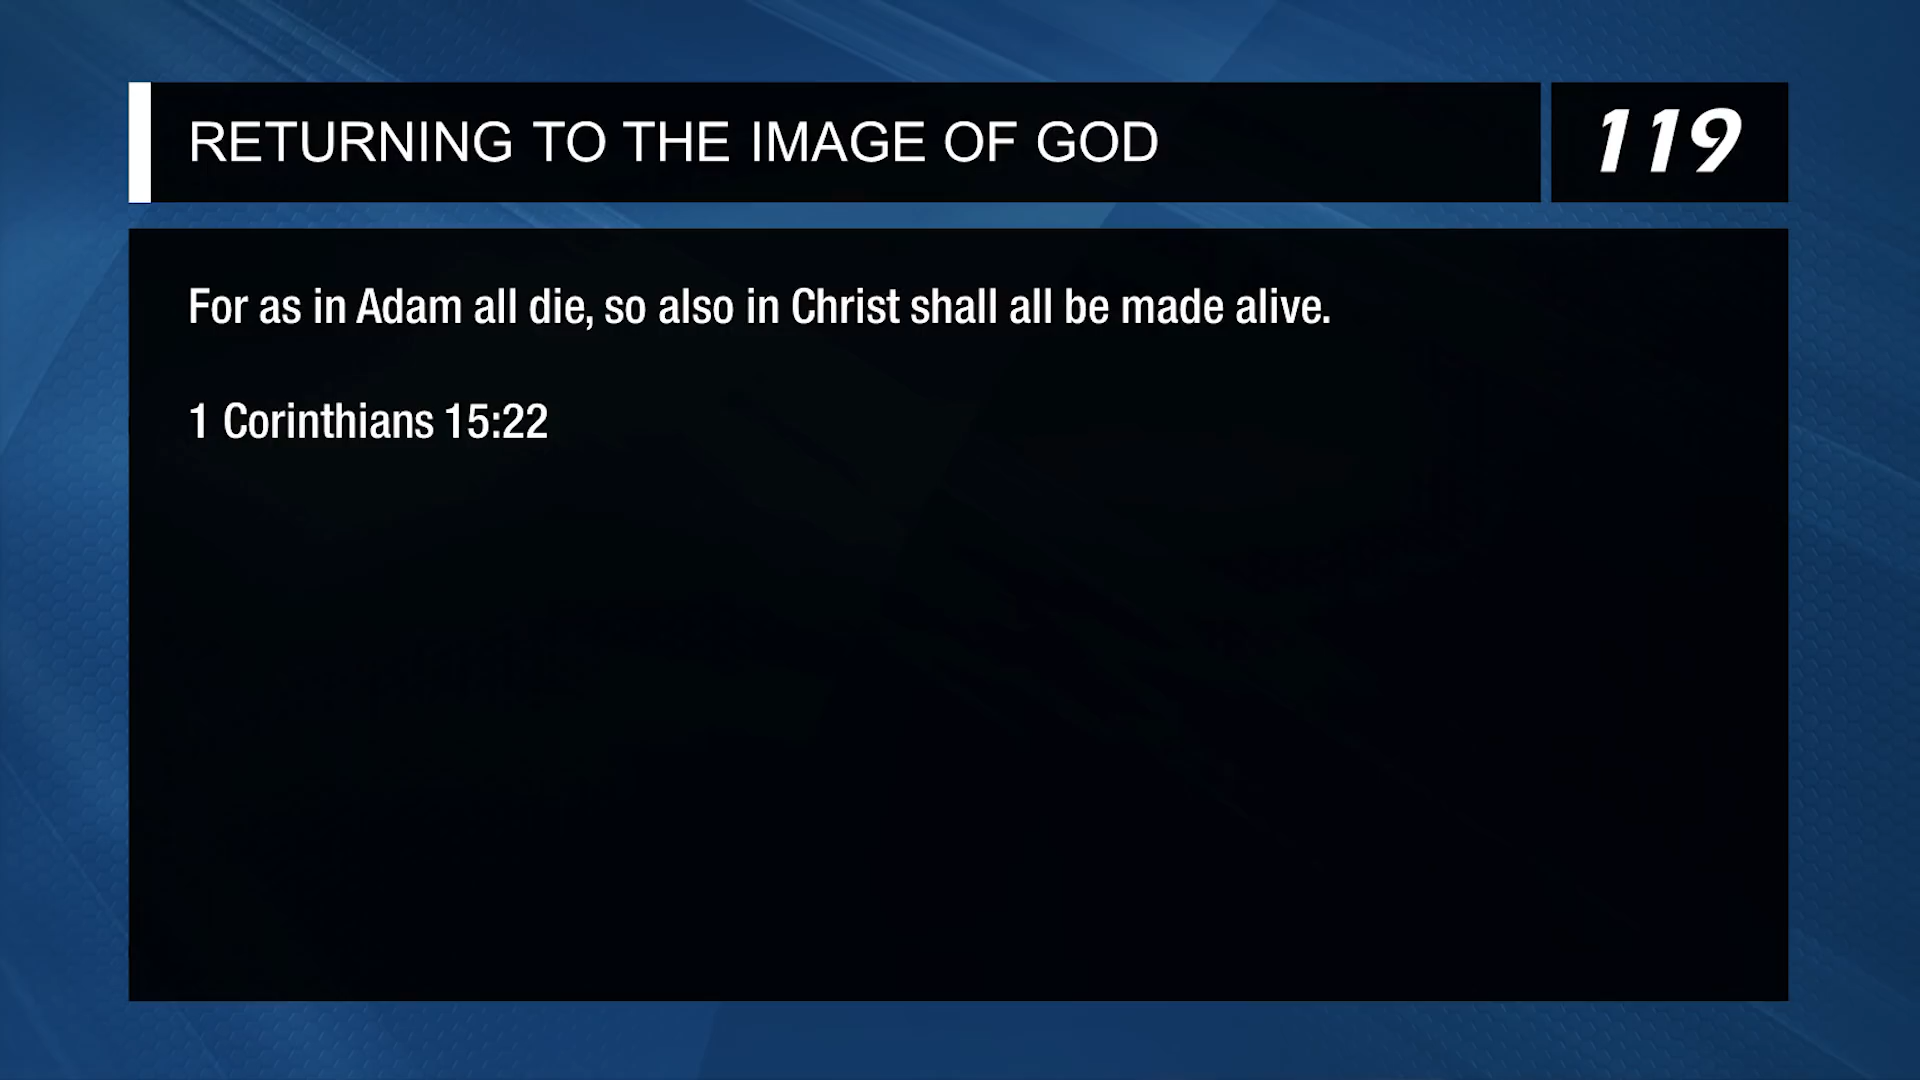 RETURNING TO THE IMAGE OF GOD
119
For as in Adam all die, so also in Christ shall all be made alive.
1 Corinthians 15:22